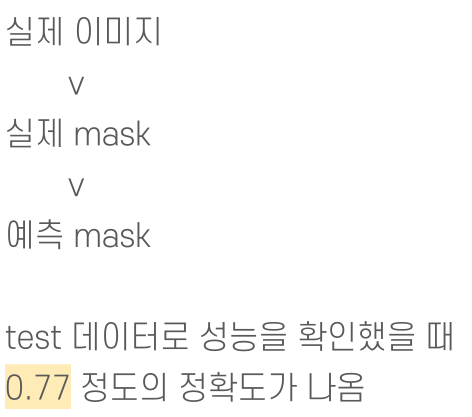 실제 이미지
v
실제 mask
v
예측 mask
test 데이터로 성능을 확인했을 때
0.77 정도의 정확도가 나옴